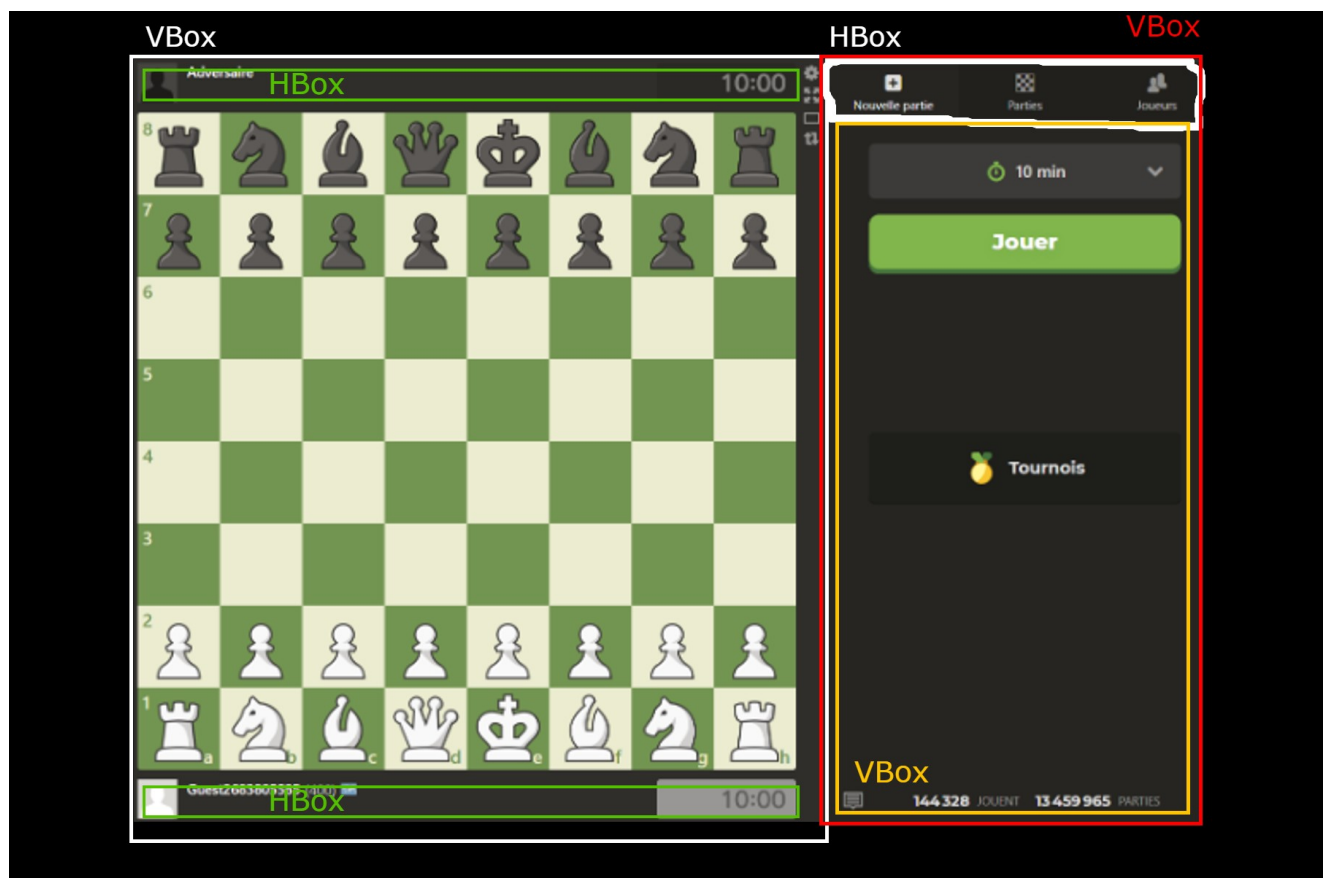 VBox
HBox
VBox
Adversaire
HBox
10:00
Nouvelle partie
Parties
Joueurs
8
7
6
5
4
3
2
1
a
b
c
d
e
f
g
h
10 min
Jouer
Tournois
VBox
144 328 JOUENT 13 459 965 PARTIES
(400)
HBox
10:00